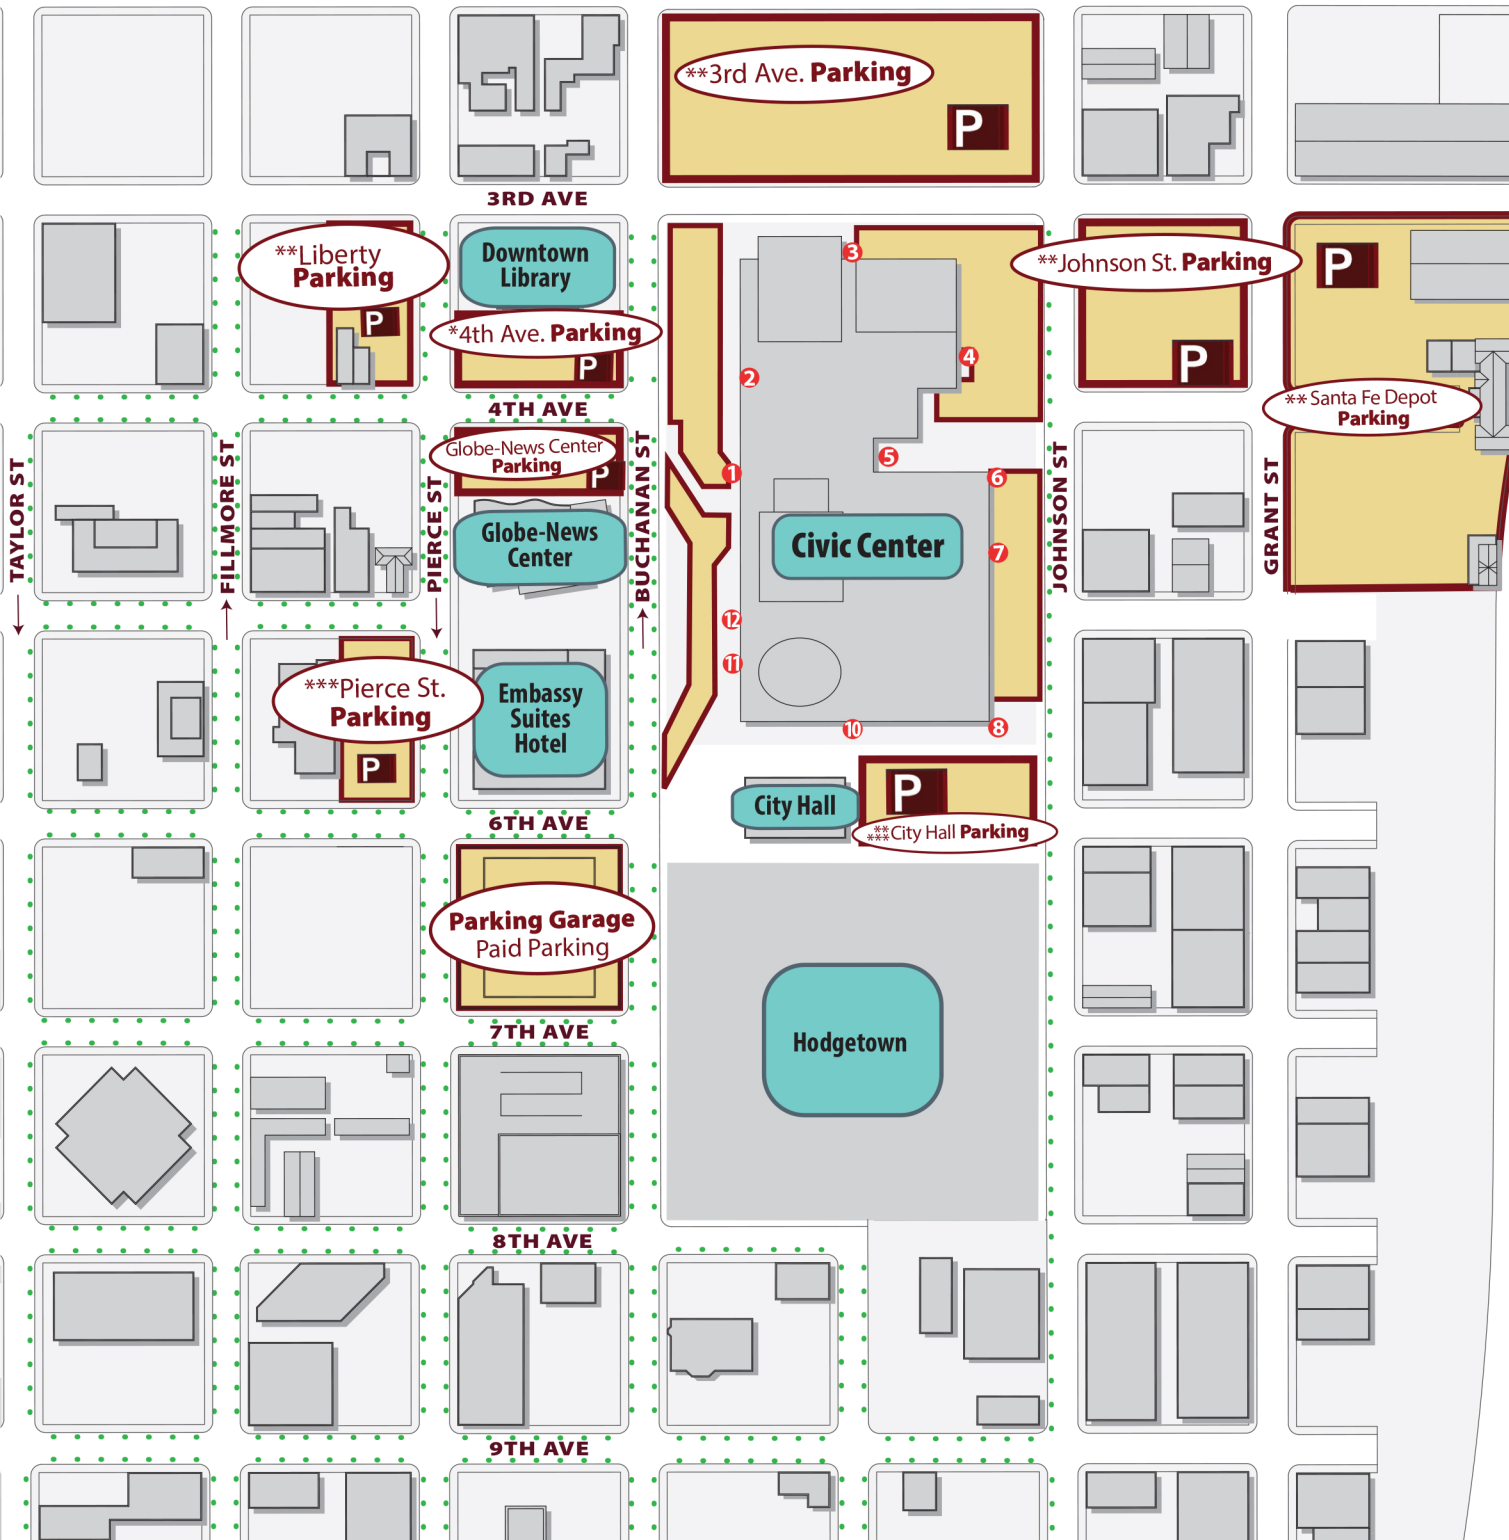 **3rd Ave. Parking
P
3RD AVE
**Liberty
Parking
P
Downtown
Library
*4th Ave. Parking
P
3
2
4
**Johnson St. Parking
P
P
** Santa Fe Depot
Parking
4TH AVE
Globe-News Center
Parking
P
Globe-News
Center
1
5
6
7
Civic Center
TAYLOR ST
FILLMORE ST
PIERCE ST
BUCHANAN ST
JOHNSON ST
GRANT ST
12
11
10
8
***Pierce St.
Parking
P
Embassy
Suites
Hotel
City Hall
P
*****City Hall Parking
6TH AVE
Parking Garage
Paid Parking
7TH AVE
Hodgetown
8TH AVE
9TH AVE